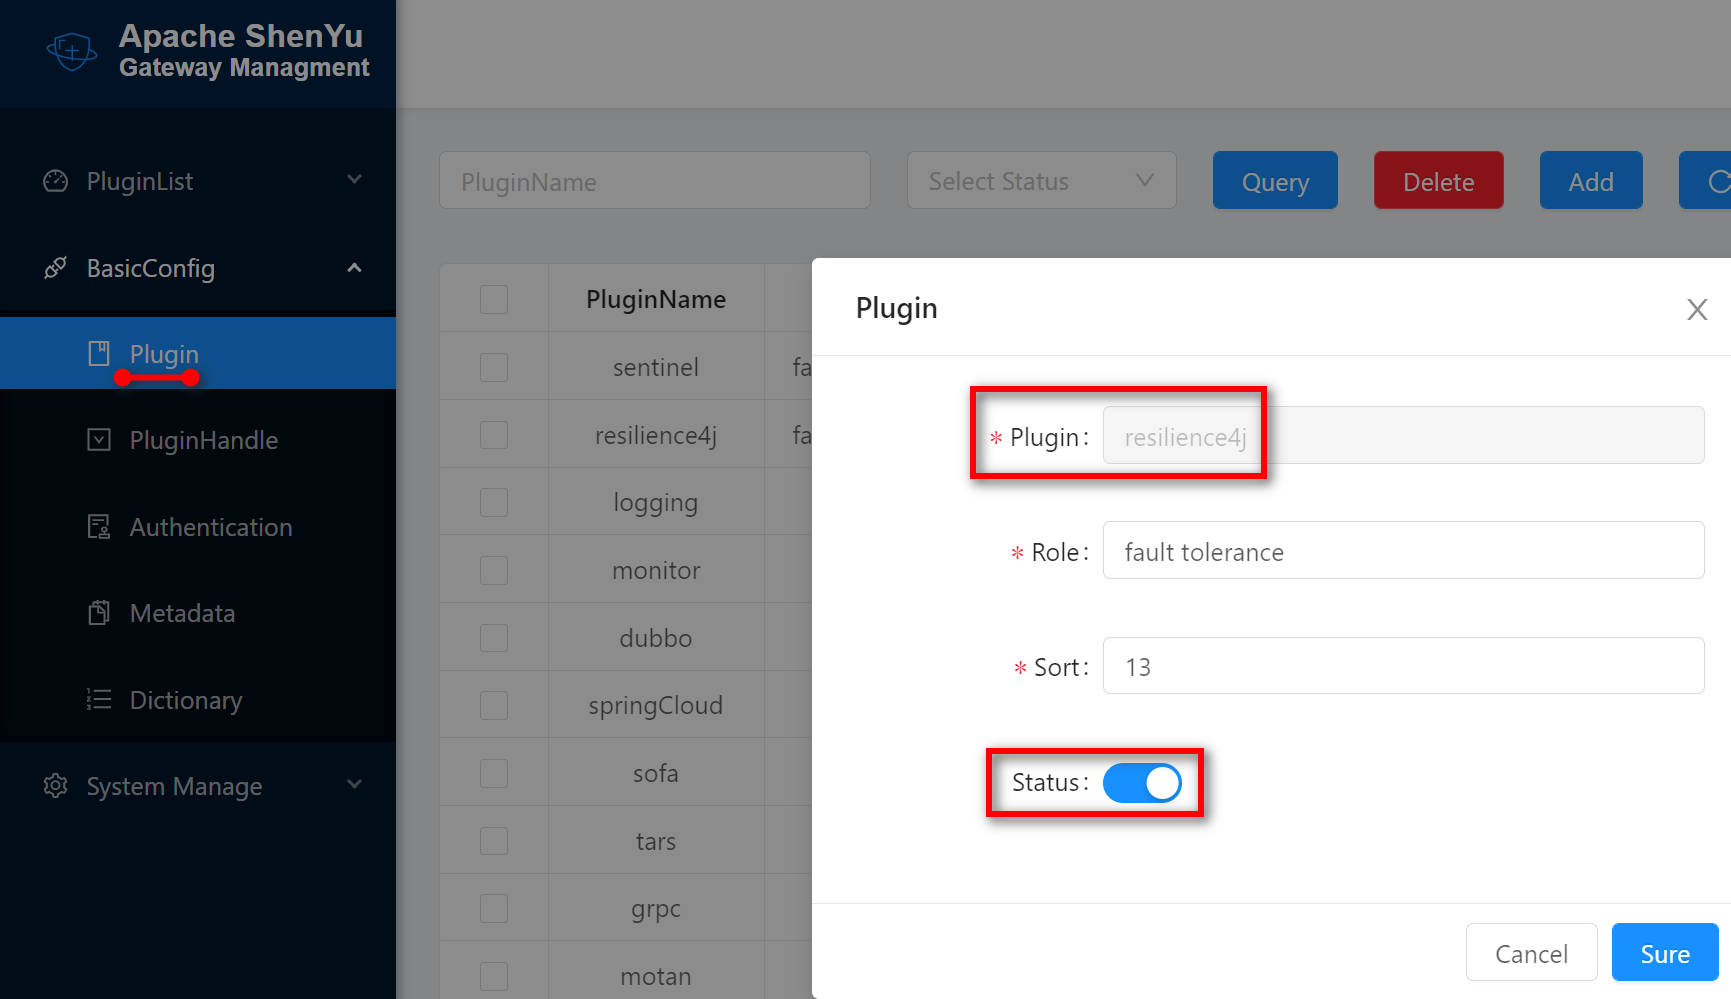 Apache ShenYu
Gateway Managment
PluginList
BasicConfig
Plugin
PluginHandle
Authentication
Metadata
Dictionary
System Manage
PluginName
Select Status
Query
Delete
Add
PluginName
sentinel
fa
resilience4j
fa
logging
monitor
dubbo
springCloud
sofa
tars
grpc
motan
Plugin
* Plugin: resilience4j
* Role: fault tolerance
* Sort: 13
Status:
Cancel
Sure